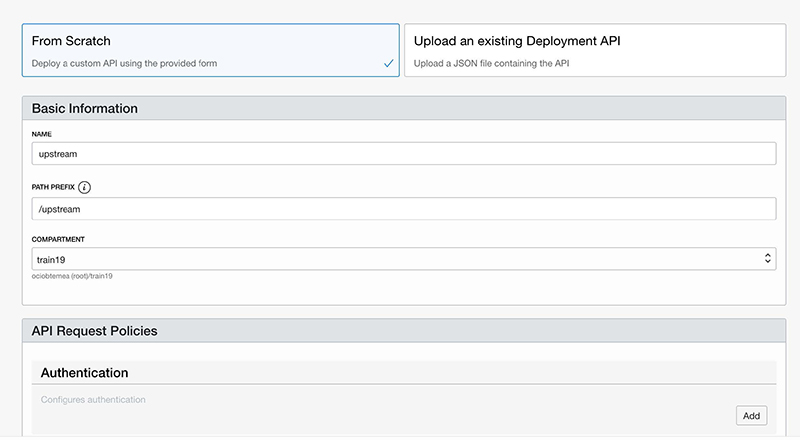 From Scratch
Deploy a custom API using the provided form
Upload an existing Deployment API
Upload a JSON file containing the API
Basic Information
NAME
upstream
PATH PREFIX i
/upstream
COMPARTMENT
train19
ociobtemea (root)/train19
API Request Policies
Authentication
Configures authentication
Add